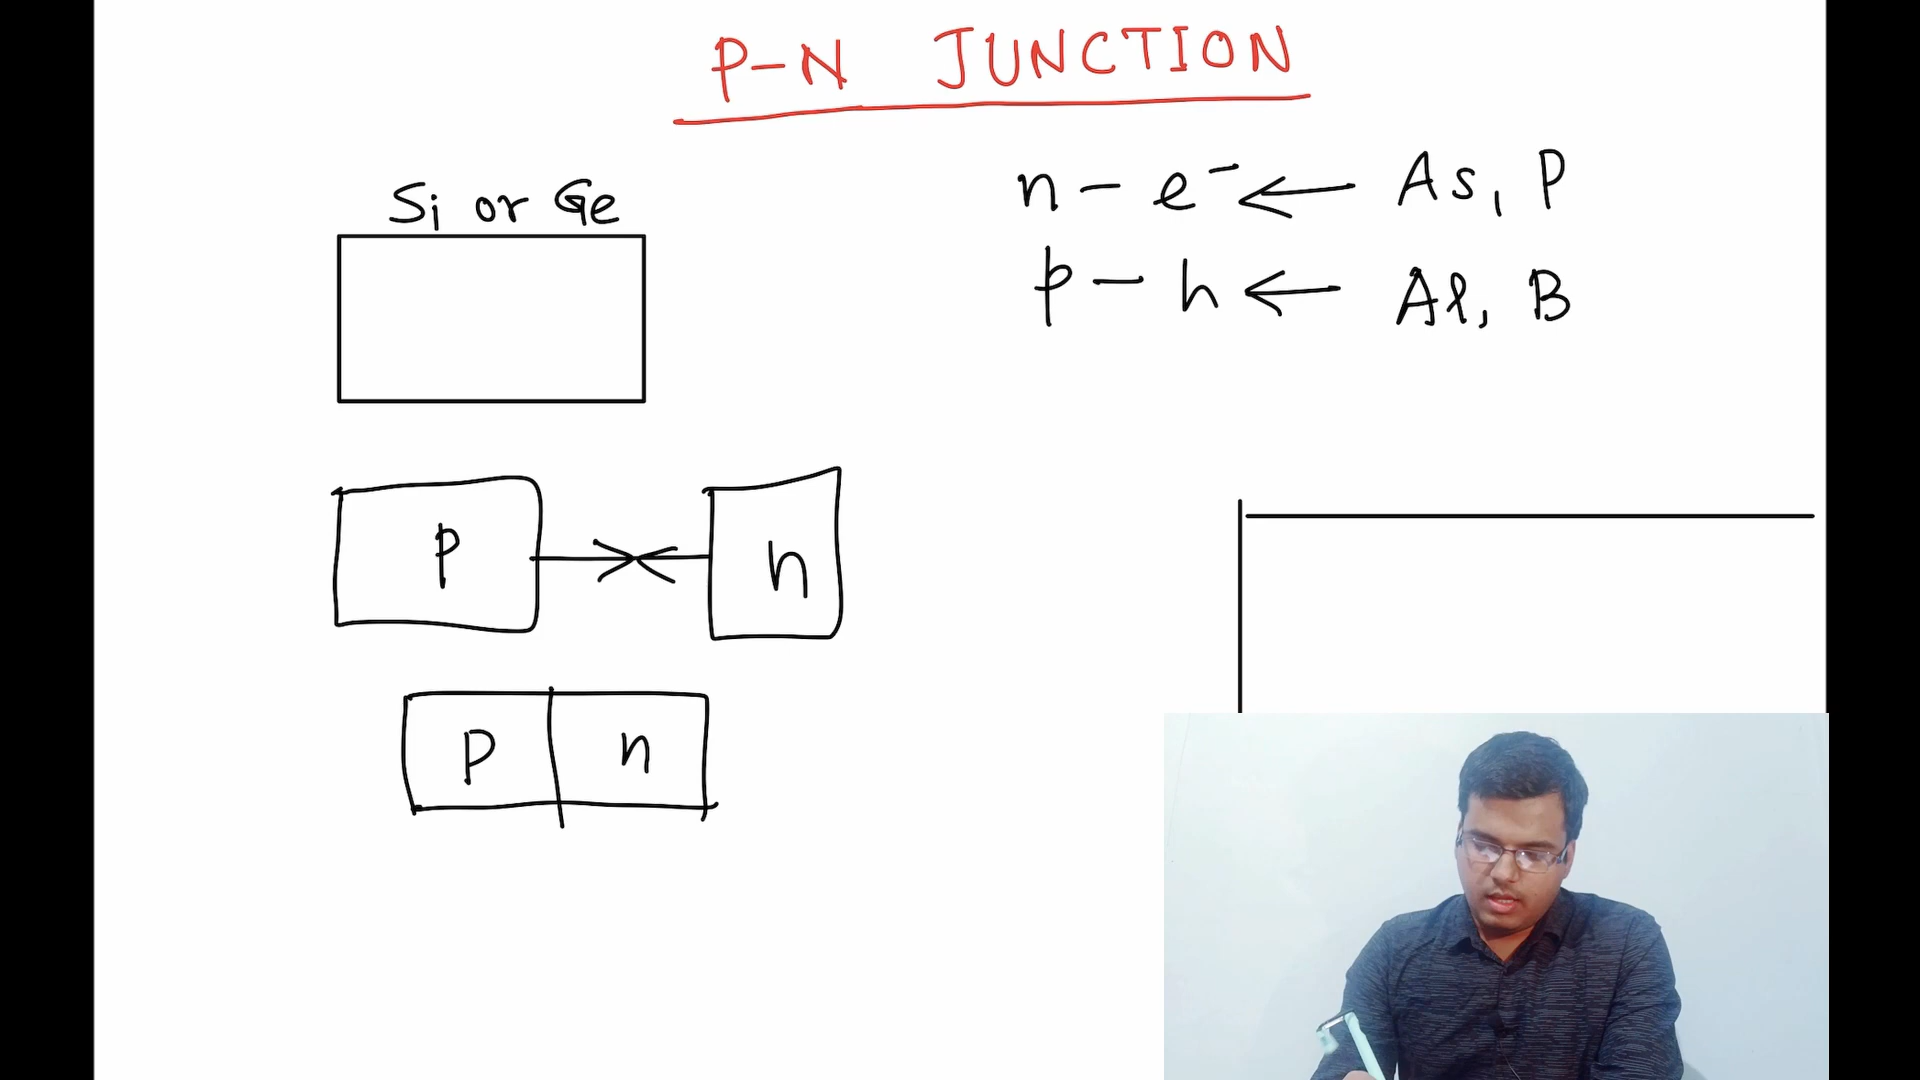 P-N JUNCTION
Si or Ge
n - e⁻ ← As, P
p - h ← Al, B
p n
p n